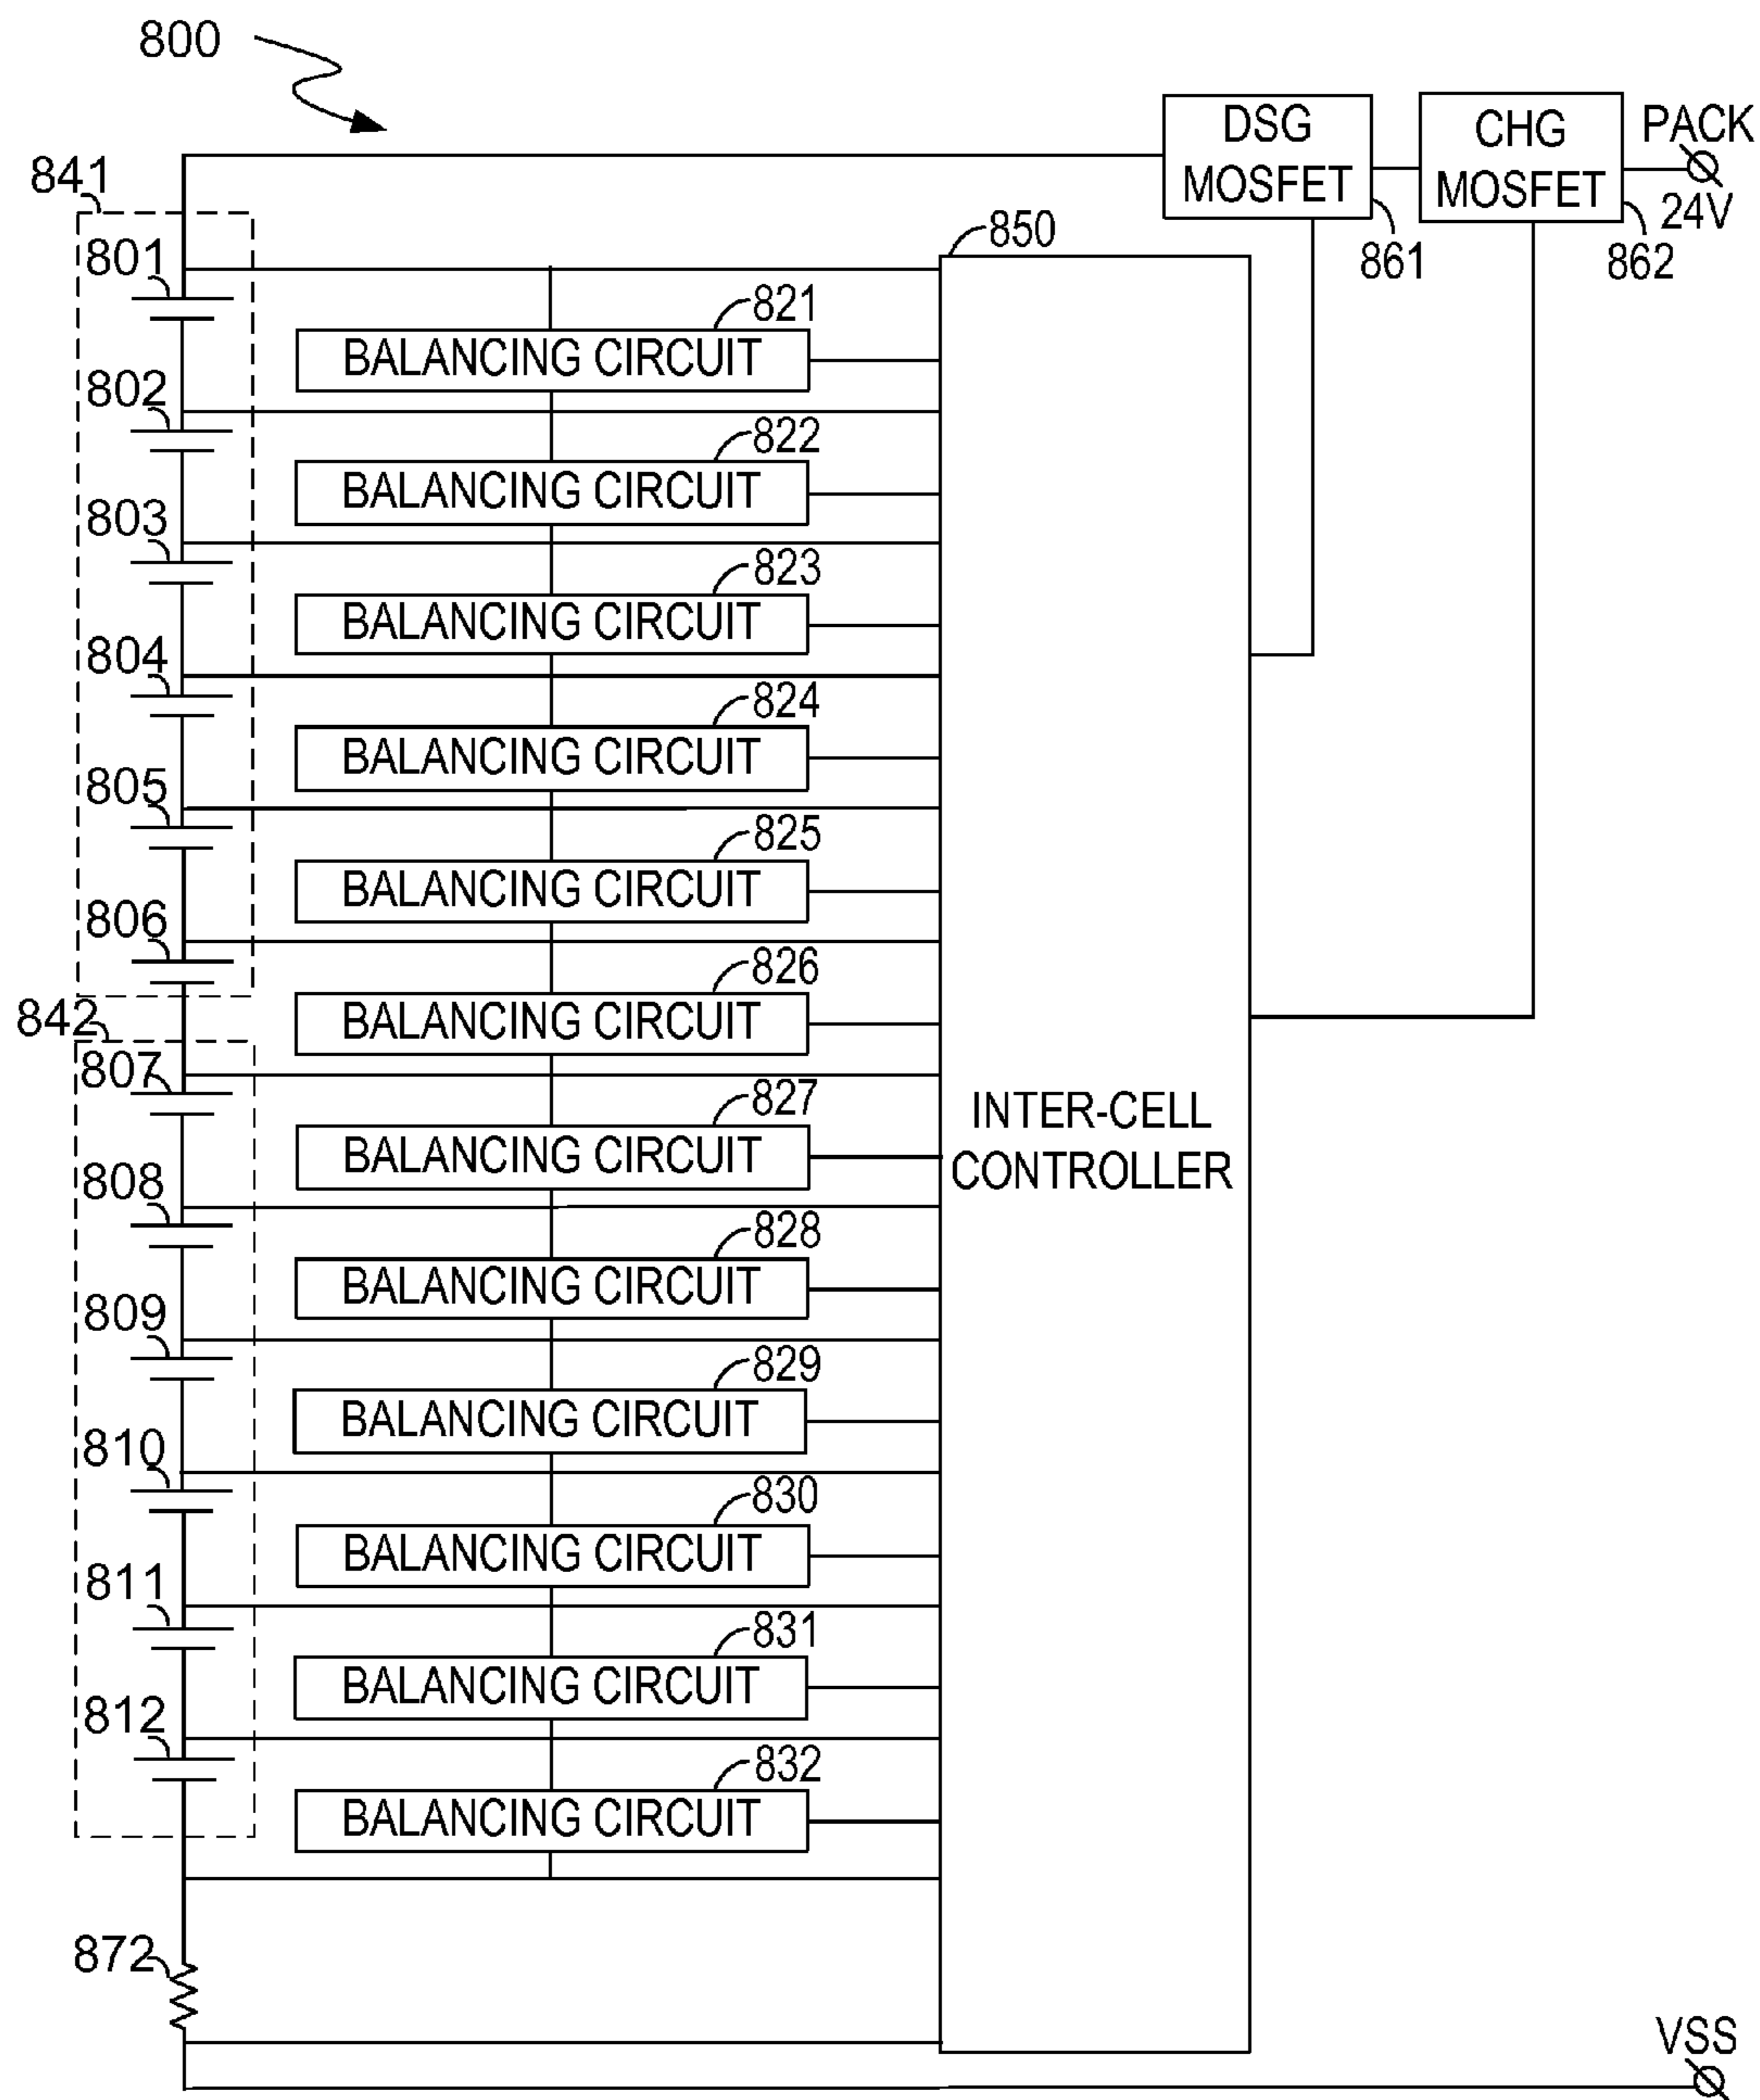 800
DSG
MOSFET
CHG
MOSFET
PACK
24V
861
862
841
850
801
821
BALANCING CIRCUIT
802
822
BALANCING CIRCUIT
803
823
BALANCING CIRCUIT
804
824
BALANCING CIRCUIT
805
825
BALANCING CIRCUIT
806
826
BALANCING CIRCUIT
842
807
827
BALANCING CIRCUIT
INTER-CELL
CONTROLLER
808
828
BALANCING CIRCUIT
809
829
BALANCING CIRCUIT
810
830
BALANCING CIRCUIT
811
831
BALANCING CIRCUIT
812
832
BALANCING CIRCUIT
872
VSS